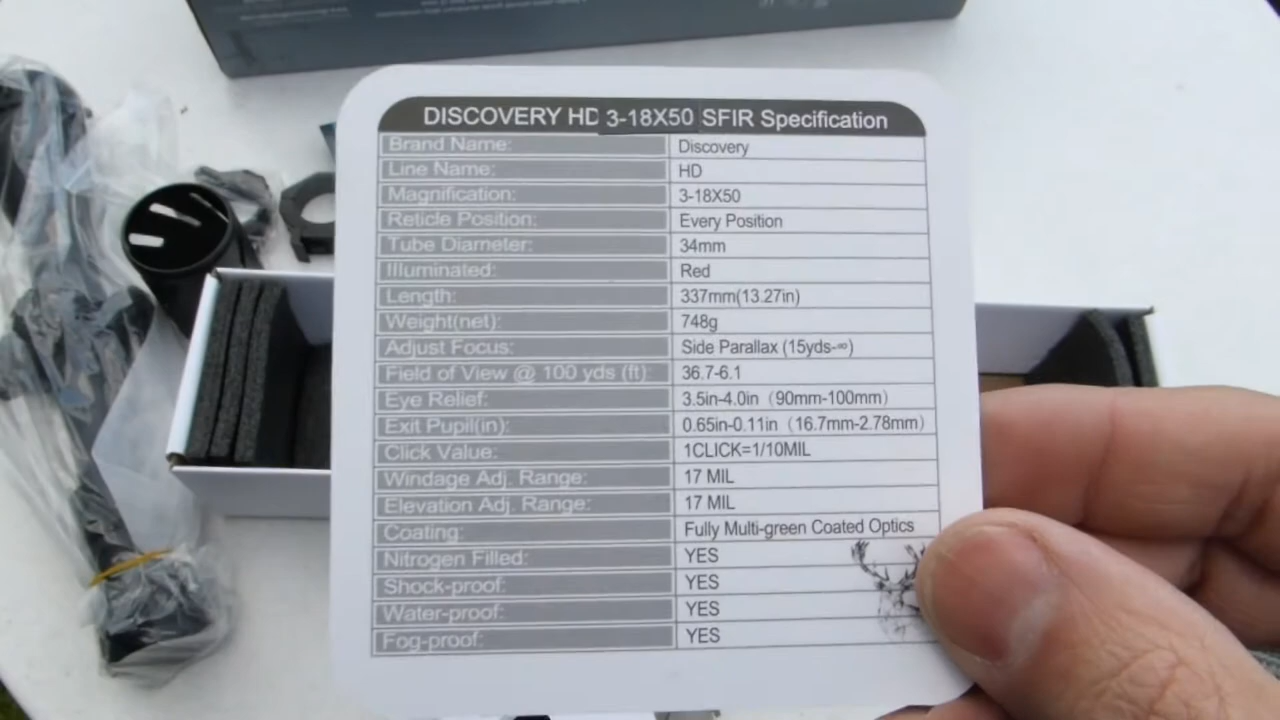 DISCOVERY HD 3-18X50 SFIR Specification
Brand Name: Discovery
Line Name: HD
Magnification: 3-18X50
Reticle Position: Every Position
Tube Diameter: 34mm
Illuminated: Red
Length: 337mm(13.27in)
Weight(net): 748g
Adjust Focus: Side Parallax (15yds-∞)
Field of View @ 100 yds (ft): 36.7-6.1
Eye Relief: 3.5in-4.0in（90mm-100mm）
Exit Pupil(in): 0.65in-0.11in（16.7mm-2.78mm）
Click Value: 1CLICK=1/10MIL
Windage Adj. Range: 17 MIL
Elevation Adj. Range: 17 MIL
Coating: Fully Multi-green Coated Optics
Nitrogen Filled: YES
Shock-proof: YES
Water-proof: YES
Fog-proof: YES